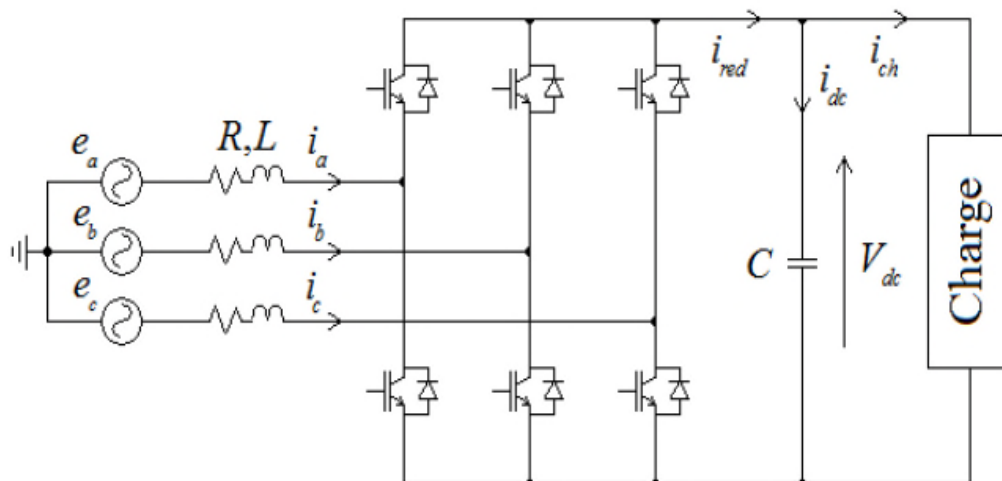 i_red
i_ch
i_dc
R,L
e_a
i_a
e_b
i_b
e_c
i_c
C
V_dc
Charge